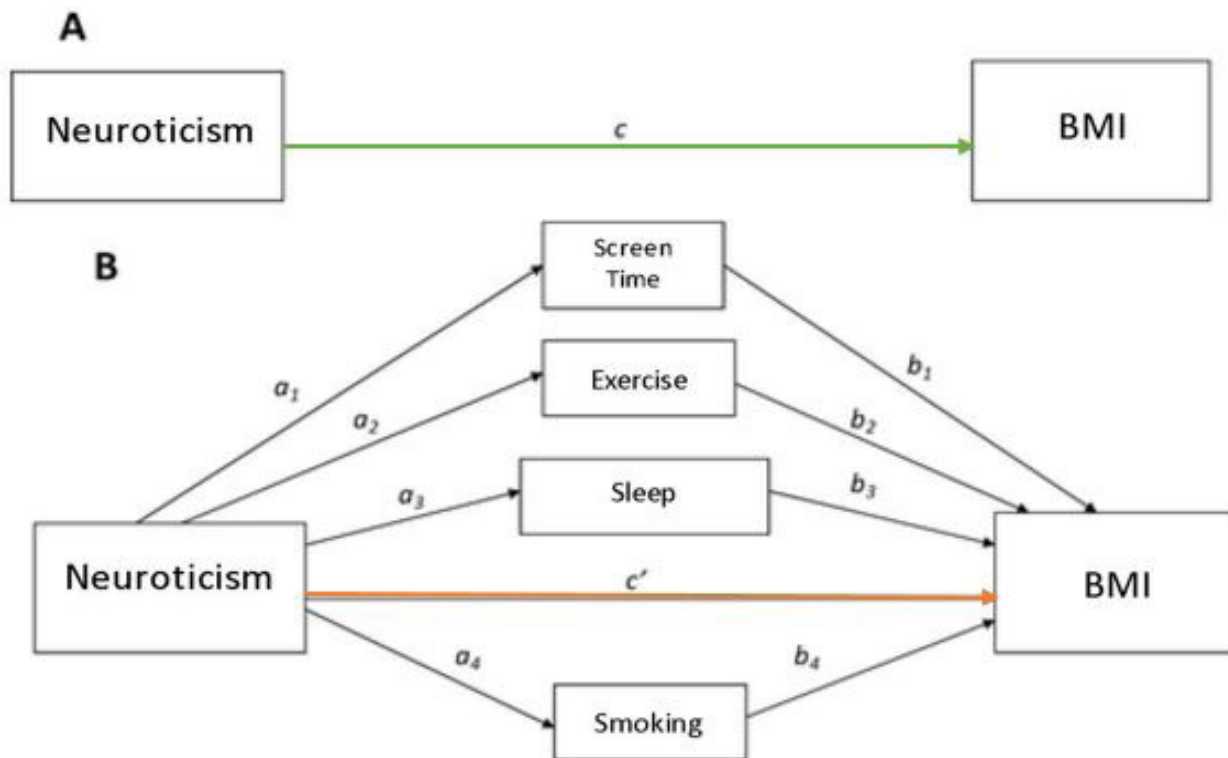 A
Neuroticism
c
BMI
B
Screen
Time
a₁
b₁
Exercise
a₂
b₂
Sleep
a₃
b₃
Neuroticism
c′
BMI
a₄
b₄
Smoking